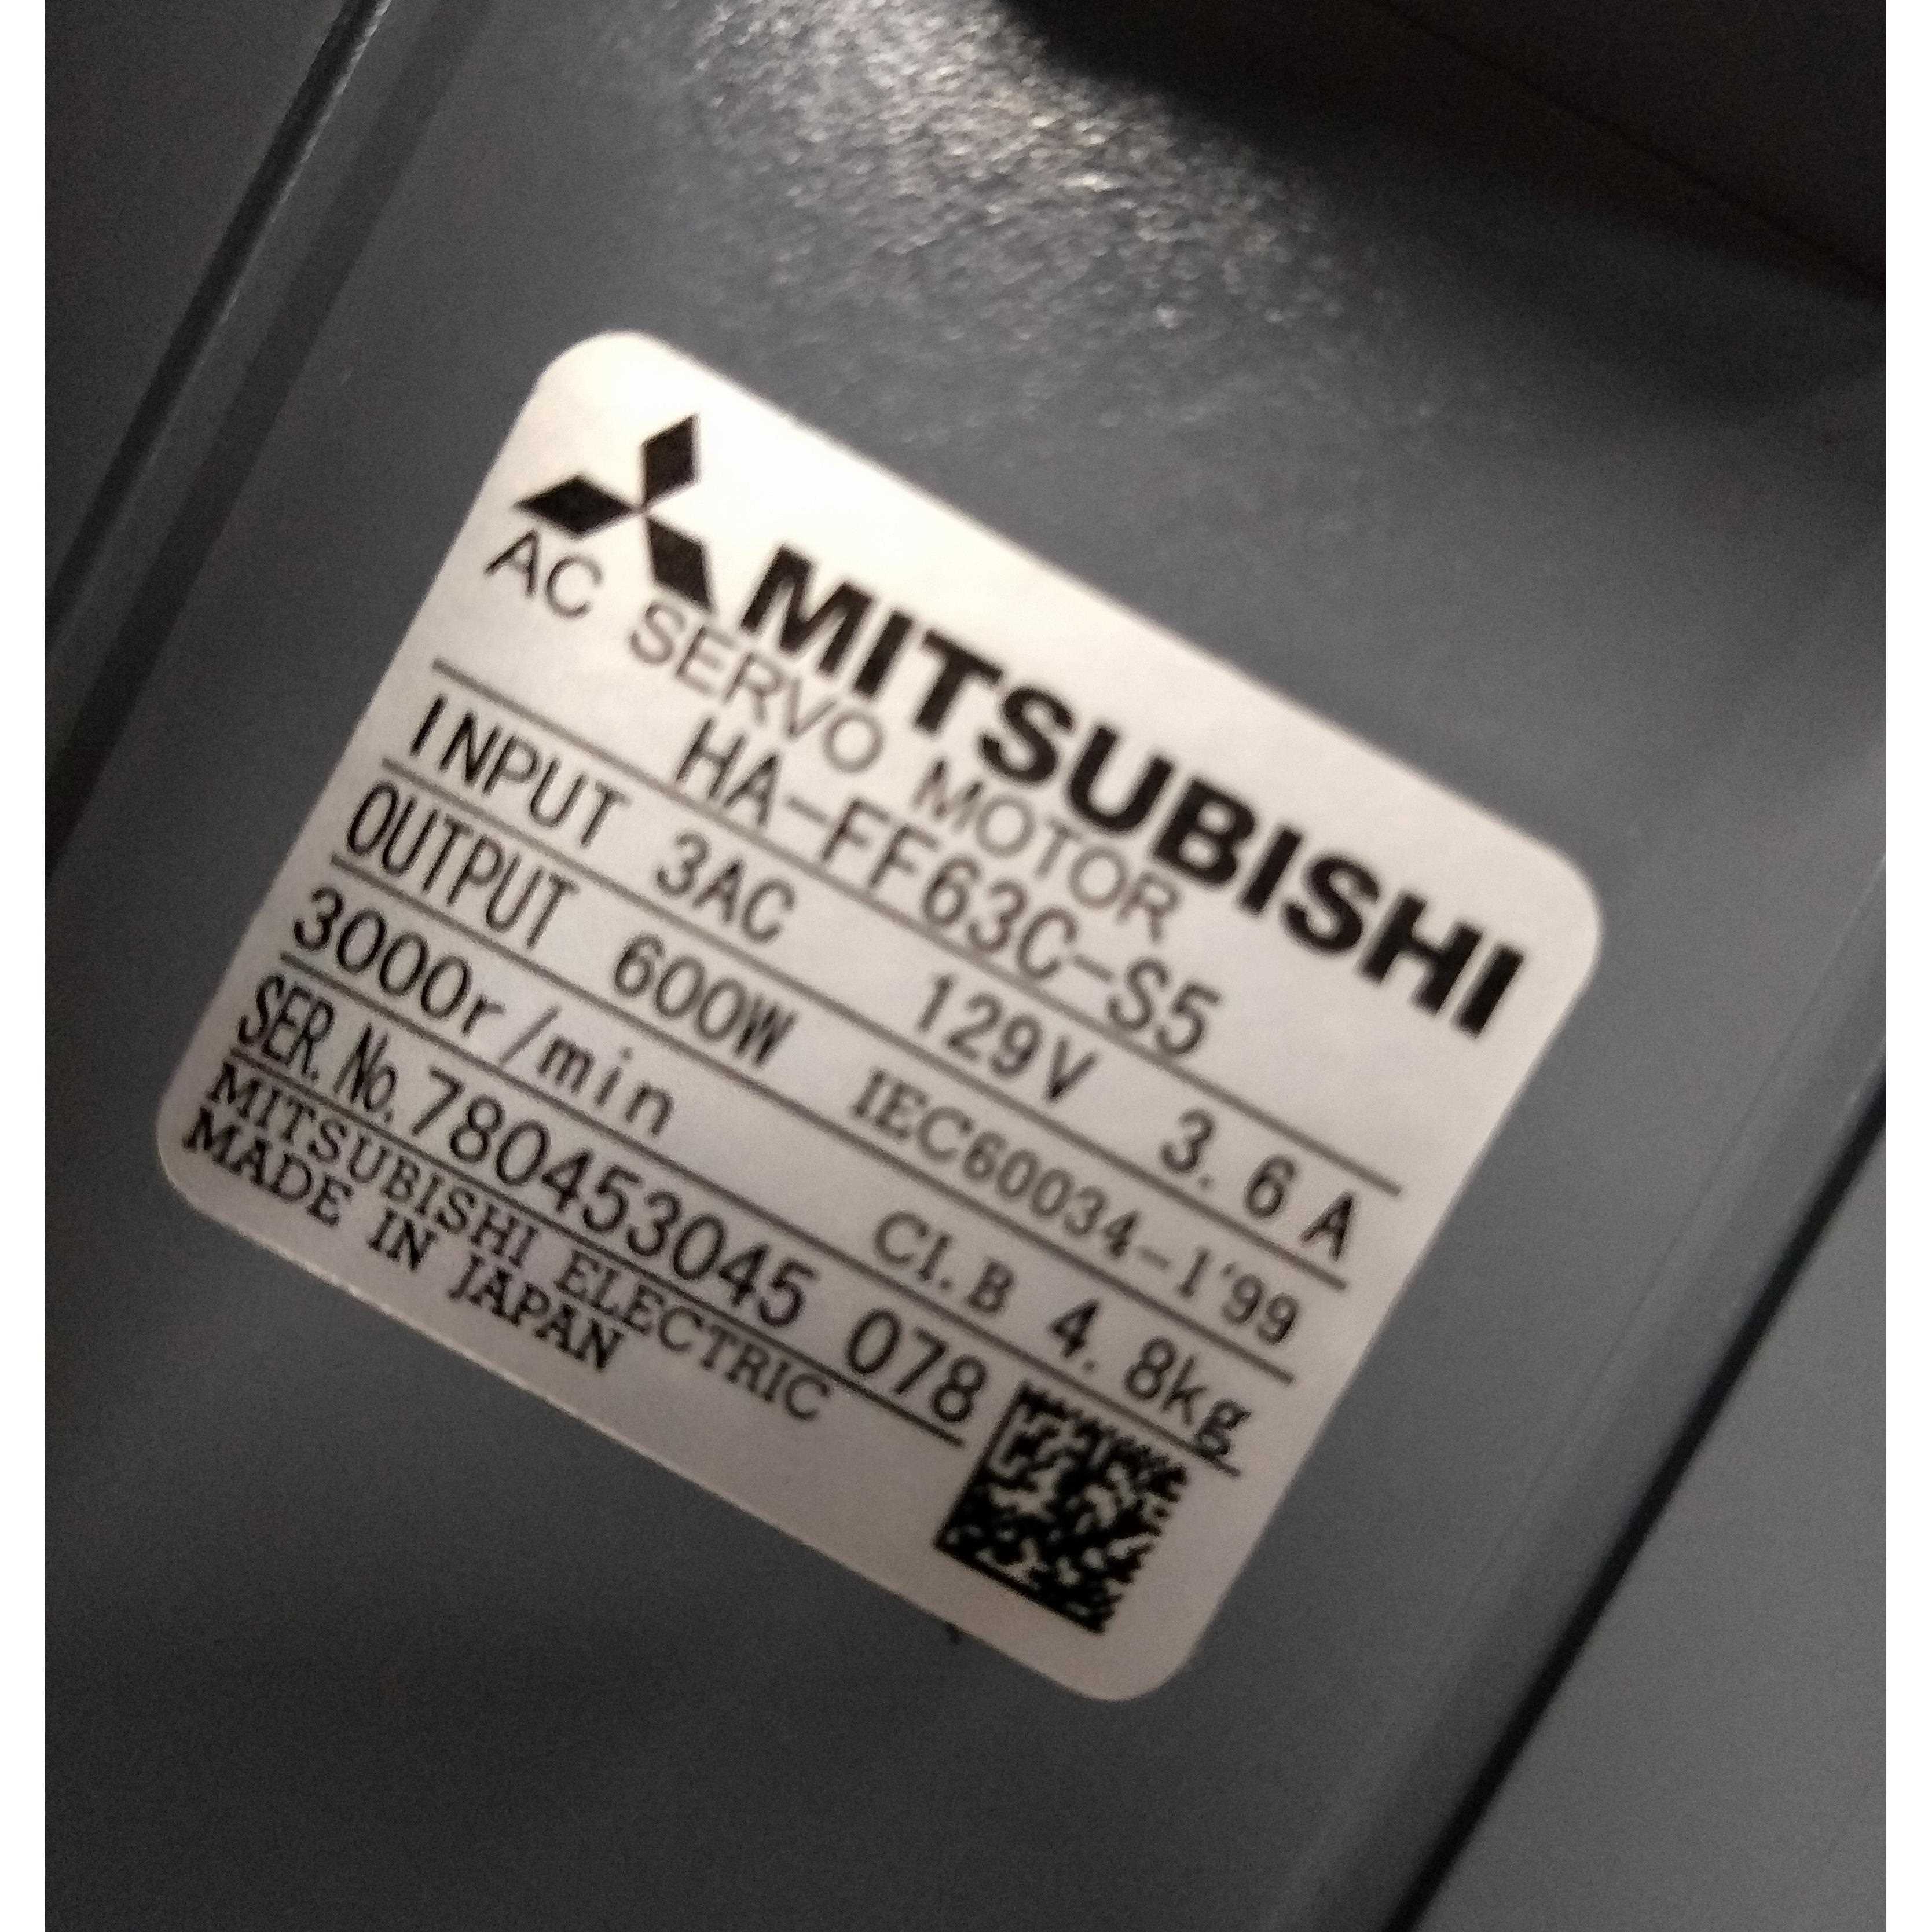 MITSUBISHI
AC SERVO MOTOR
HA-FF63C-S5
INPUT 3AC 129V 3.6A
OUTPUT 600W IEC60034-1'99
3000r/min CI.B 4.8kg
SER.No.780453045 078
MITSUBISHI ELECTRIC
MADE IN JAPAN